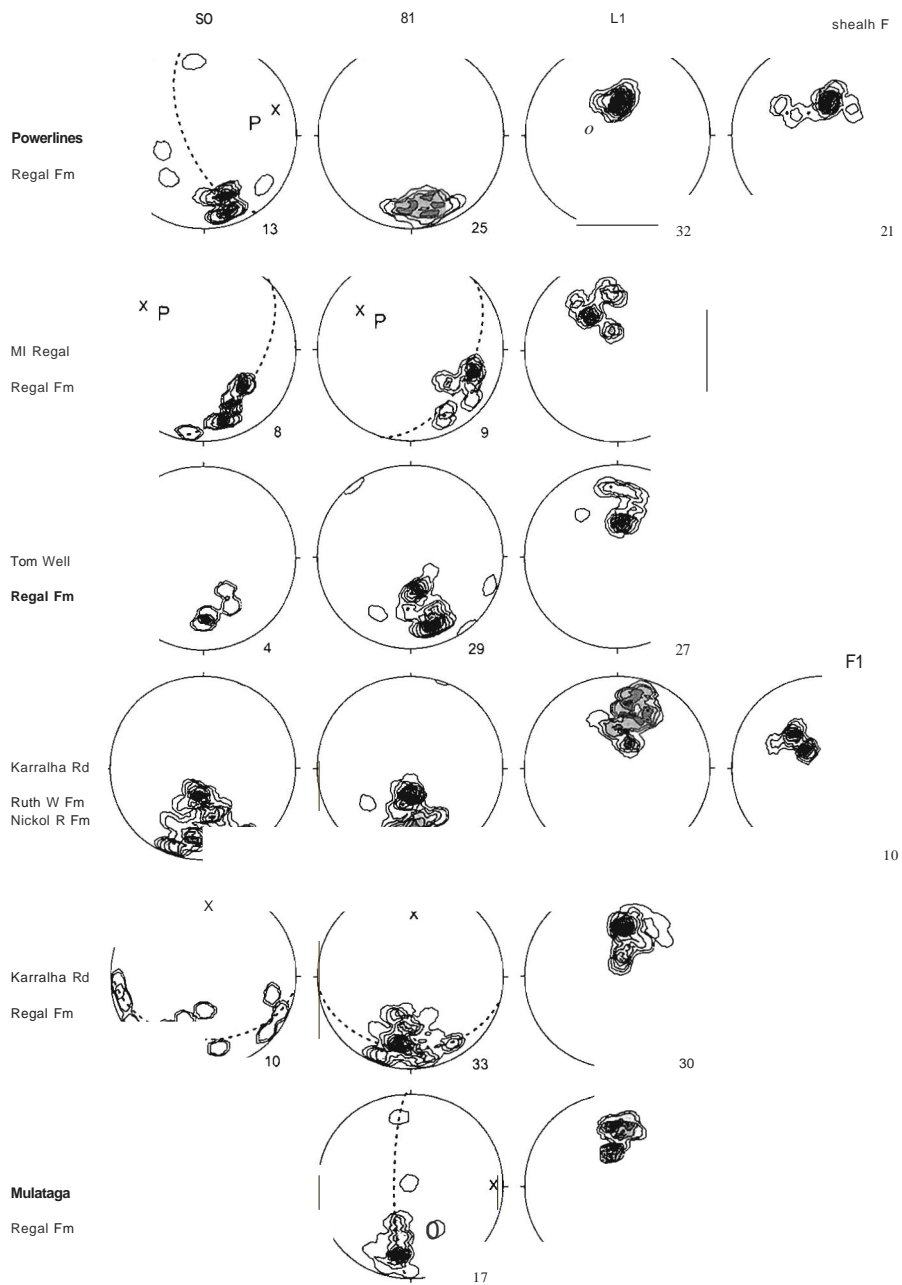 SO 81 L1 shealh F
P X
Powerlines
O
Regal Fm
13 25 32 21
X P X P
MI Regal
Regal Fm
8 9
Tom Well
Regal Fm
4 29 27
F1
Karralha Rd
Ruth W Fm
Nickol R Fm
10
X X
Karralha Rd
Regal Fm
10 33 30
Mulataga X
Regal Fm
17